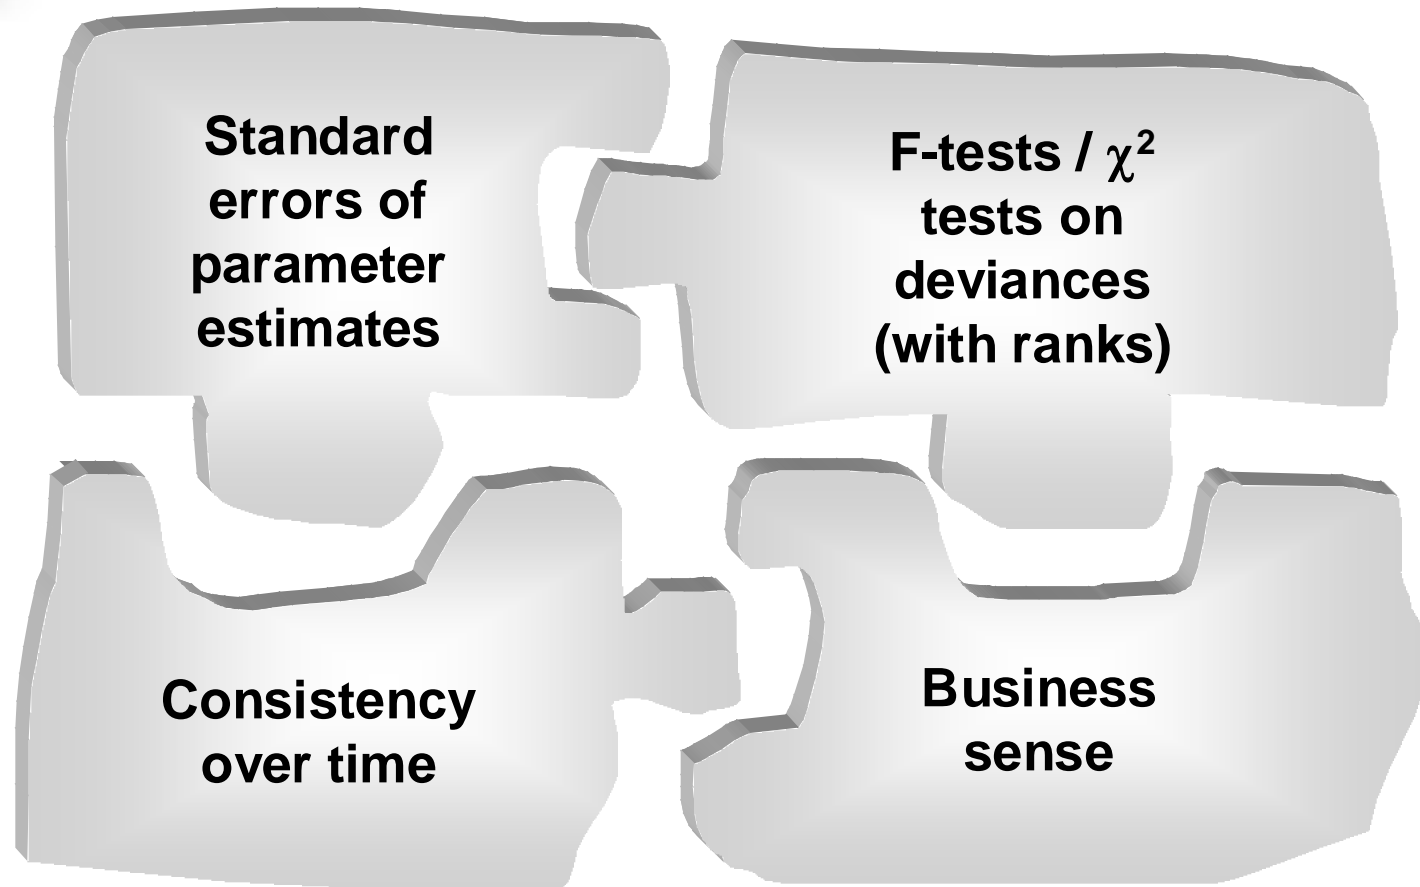 Standard
errors of
parameter
estimates
F-tests / χ²
tests on
deviances
(with ranks)
Consistency
over time
Business
sense